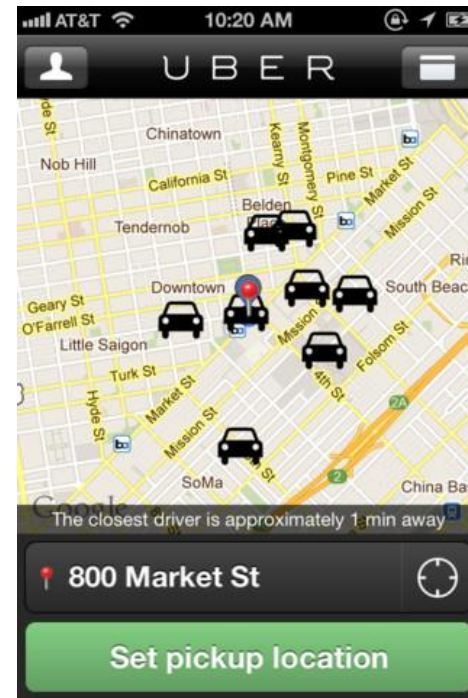 AT&T 10:20 AM
UBER
Chinatown
Nob Hill
Kearny St
Montgomery St
California St
Pine St
Market St
Belden
Mission St
Tendernob
Downtown
South Beac
Geary St
O'Farrell St
Little Saigon
Mission
Folsom St
Turk St
4th St
Hyde St
Market St
2A
Mission St
SoMa
2
China Ba
Google
The closest driver is approximately 1 min away
800 Market St
Set pickup location